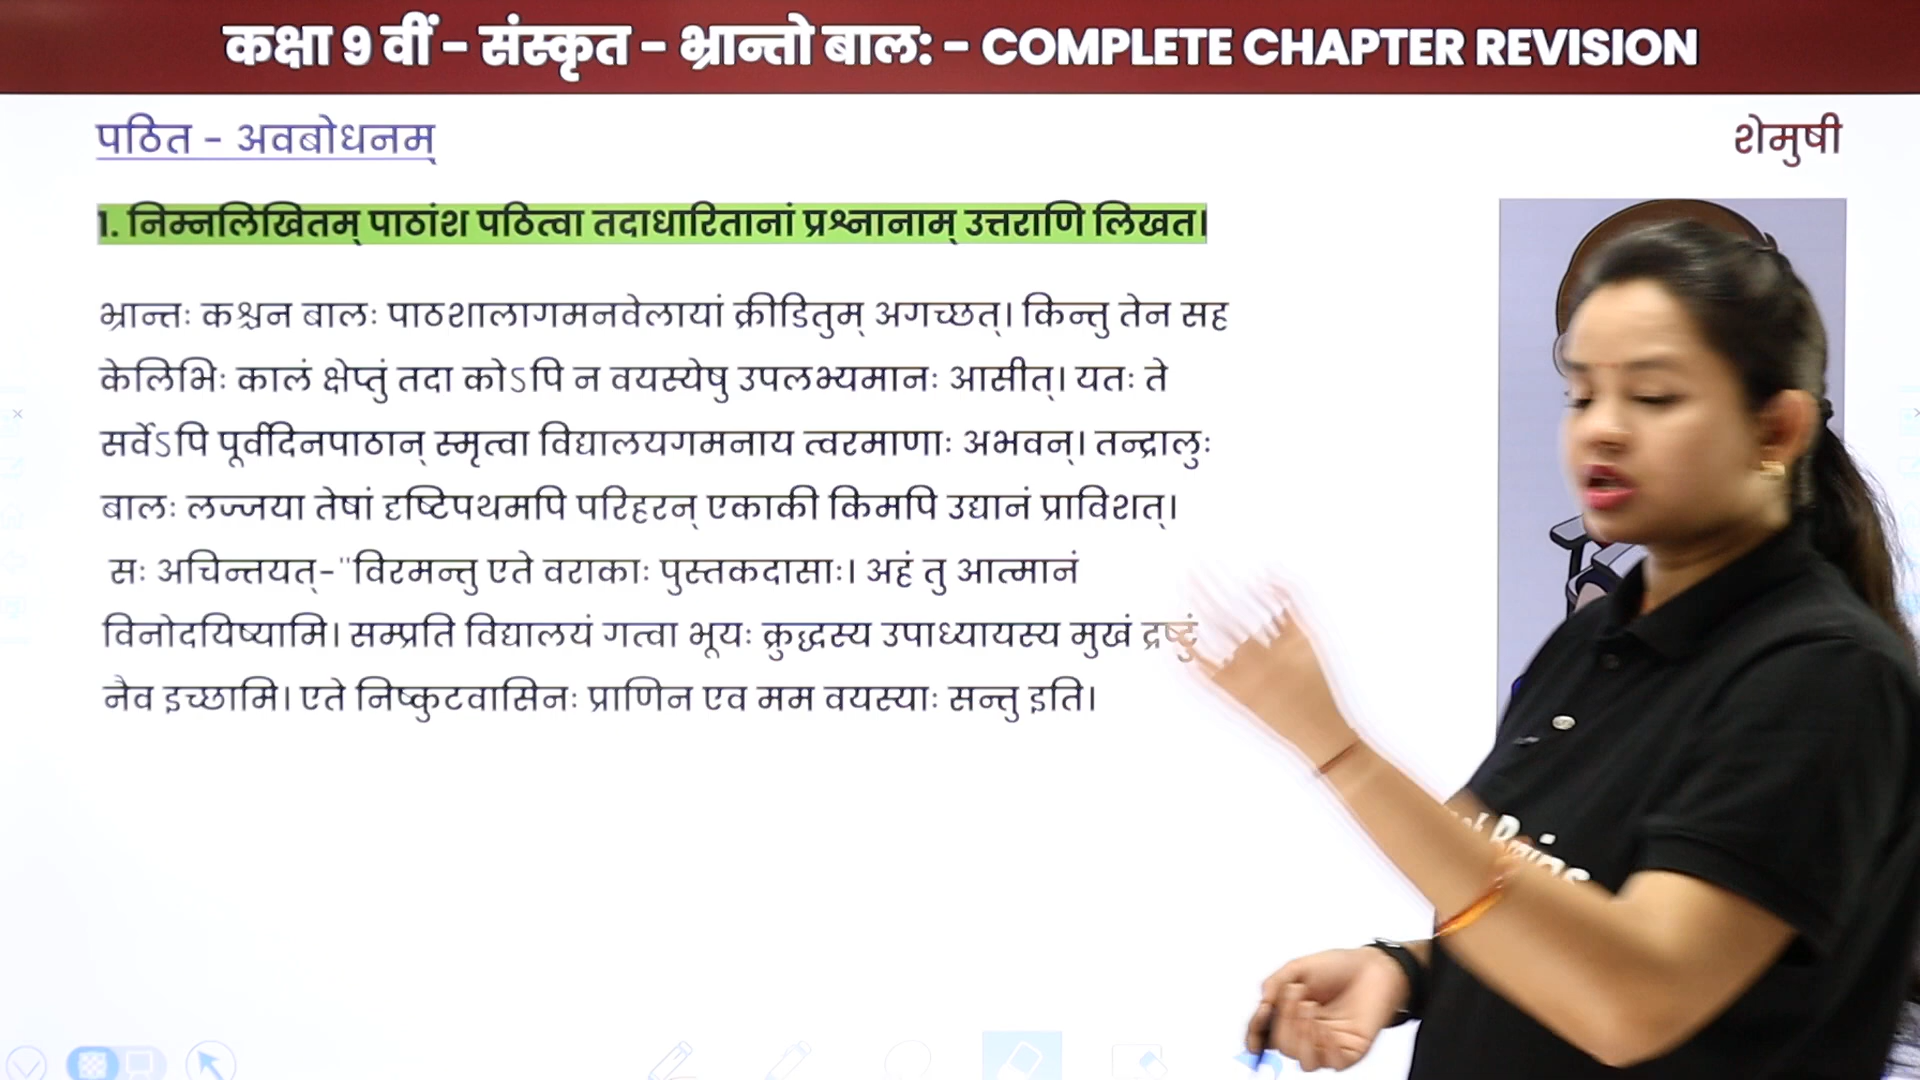 कक्षा 9 वीं - संस्कृत - भ्रान्तो बाल: - COMPLETE CHAPTER REVISION
पठित - अवबोधनम्
शेमुषी
1. निम्नलिखितम् पाठांश पठित्वा तदाधारितानां प्रश्नानाम् उत्तराणि लिखत।
भ्रान्तः कश्चन बालः पाठशालागमनवेलायां क्रीडितुम् अगच्छत्। किन्तु तेन सह
केलिभिः कालं क्षेप्तुं तदा कोऽपि न वयस्येषु उपलभ्यमानः आसीत्। यतः ते
सर्वेऽपि पूर्वदिनपाठान् स्मृत्वा विद्यालयगमनाय त्वरमाणाः अभवन्। तन्द्रालुः
बालः लज्जया तेषां दृष्टिपथमपि परिहरन् एकाकी किमपि उद्यानं प्राविशत्।
सः अचिन्तयत्-"विरमन्तु एते वराकाः पुस्तकदासाः। अहं तु आत्मानं
विनोदयिष्यामि। सम्प्रति विद्यालयं गत्वा भूयः क्रुद्धस्य उपाध्यायस्य मुखं द्रष्टुं
नैव इच्छामि। एते निष्कुटवासिनः प्राणिन एव मम वयस्याः सन्तु इति।